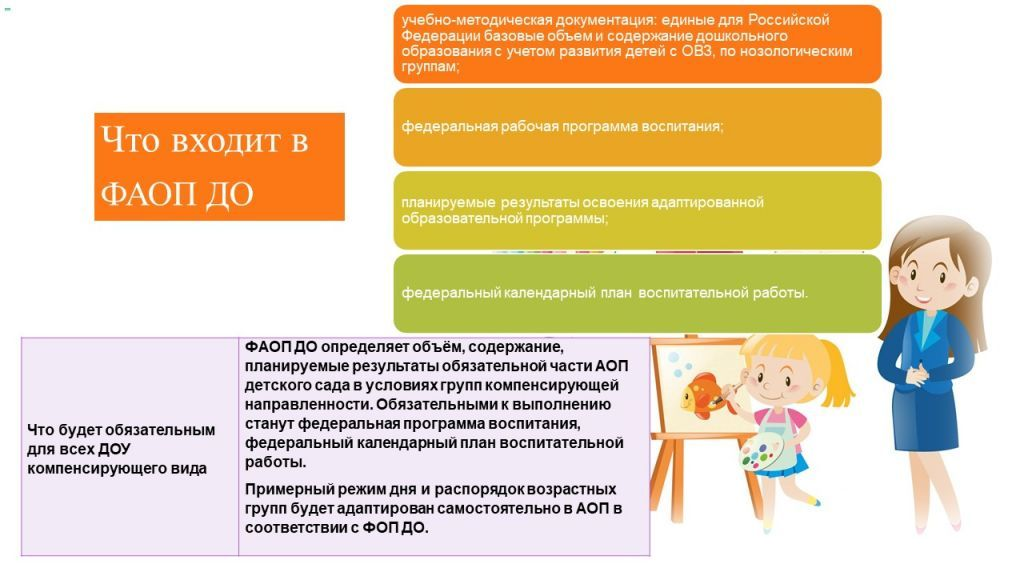 Что входит в
ФАОП ДО
учебно-методическая документация: единые для Российской
Федерации базовые объем и содержание дошкольного
образования с учетом развития детей с ОВЗ, по нозологическим
группам;
федеральная рабочая программа воспитания;
планируемые результаты освоения адаптированной
образовательной программы;
федеральный календарный план воспитательной работы.
Что будет обязательным
для всех ДОУ
компенсирующего вида
ФАОП ДО определяет объём, содержание,
планируемые результаты обязательной части АОП
детского сада в условиях групп компенсирующей
направленности. Обязательными к выполнению
станут федеральная программа воспитания,
федеральный календарный план воспитательной
работы.
Примерный режим дня и распорядок возрастных
групп будет адаптирован самостоятельно в АОП в
соответствии с ФОП ДО.